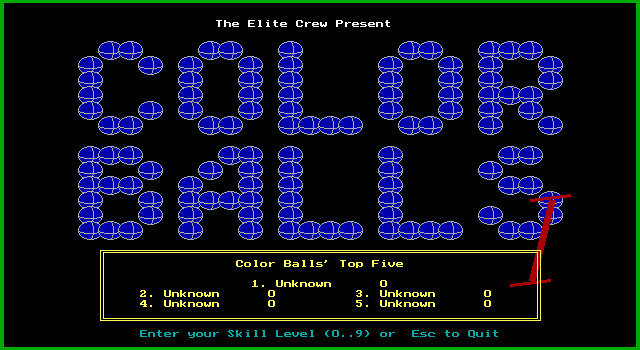 The Elite Crew Present
COLOR
BALLS
I
Color Balls' Top Five
1. Unknown 0
2. Unknown 0 3. Unknown 0
4. Unknown 0 5. Unknown 0
Enter your Skill Level (0..9) or Esc to Quit